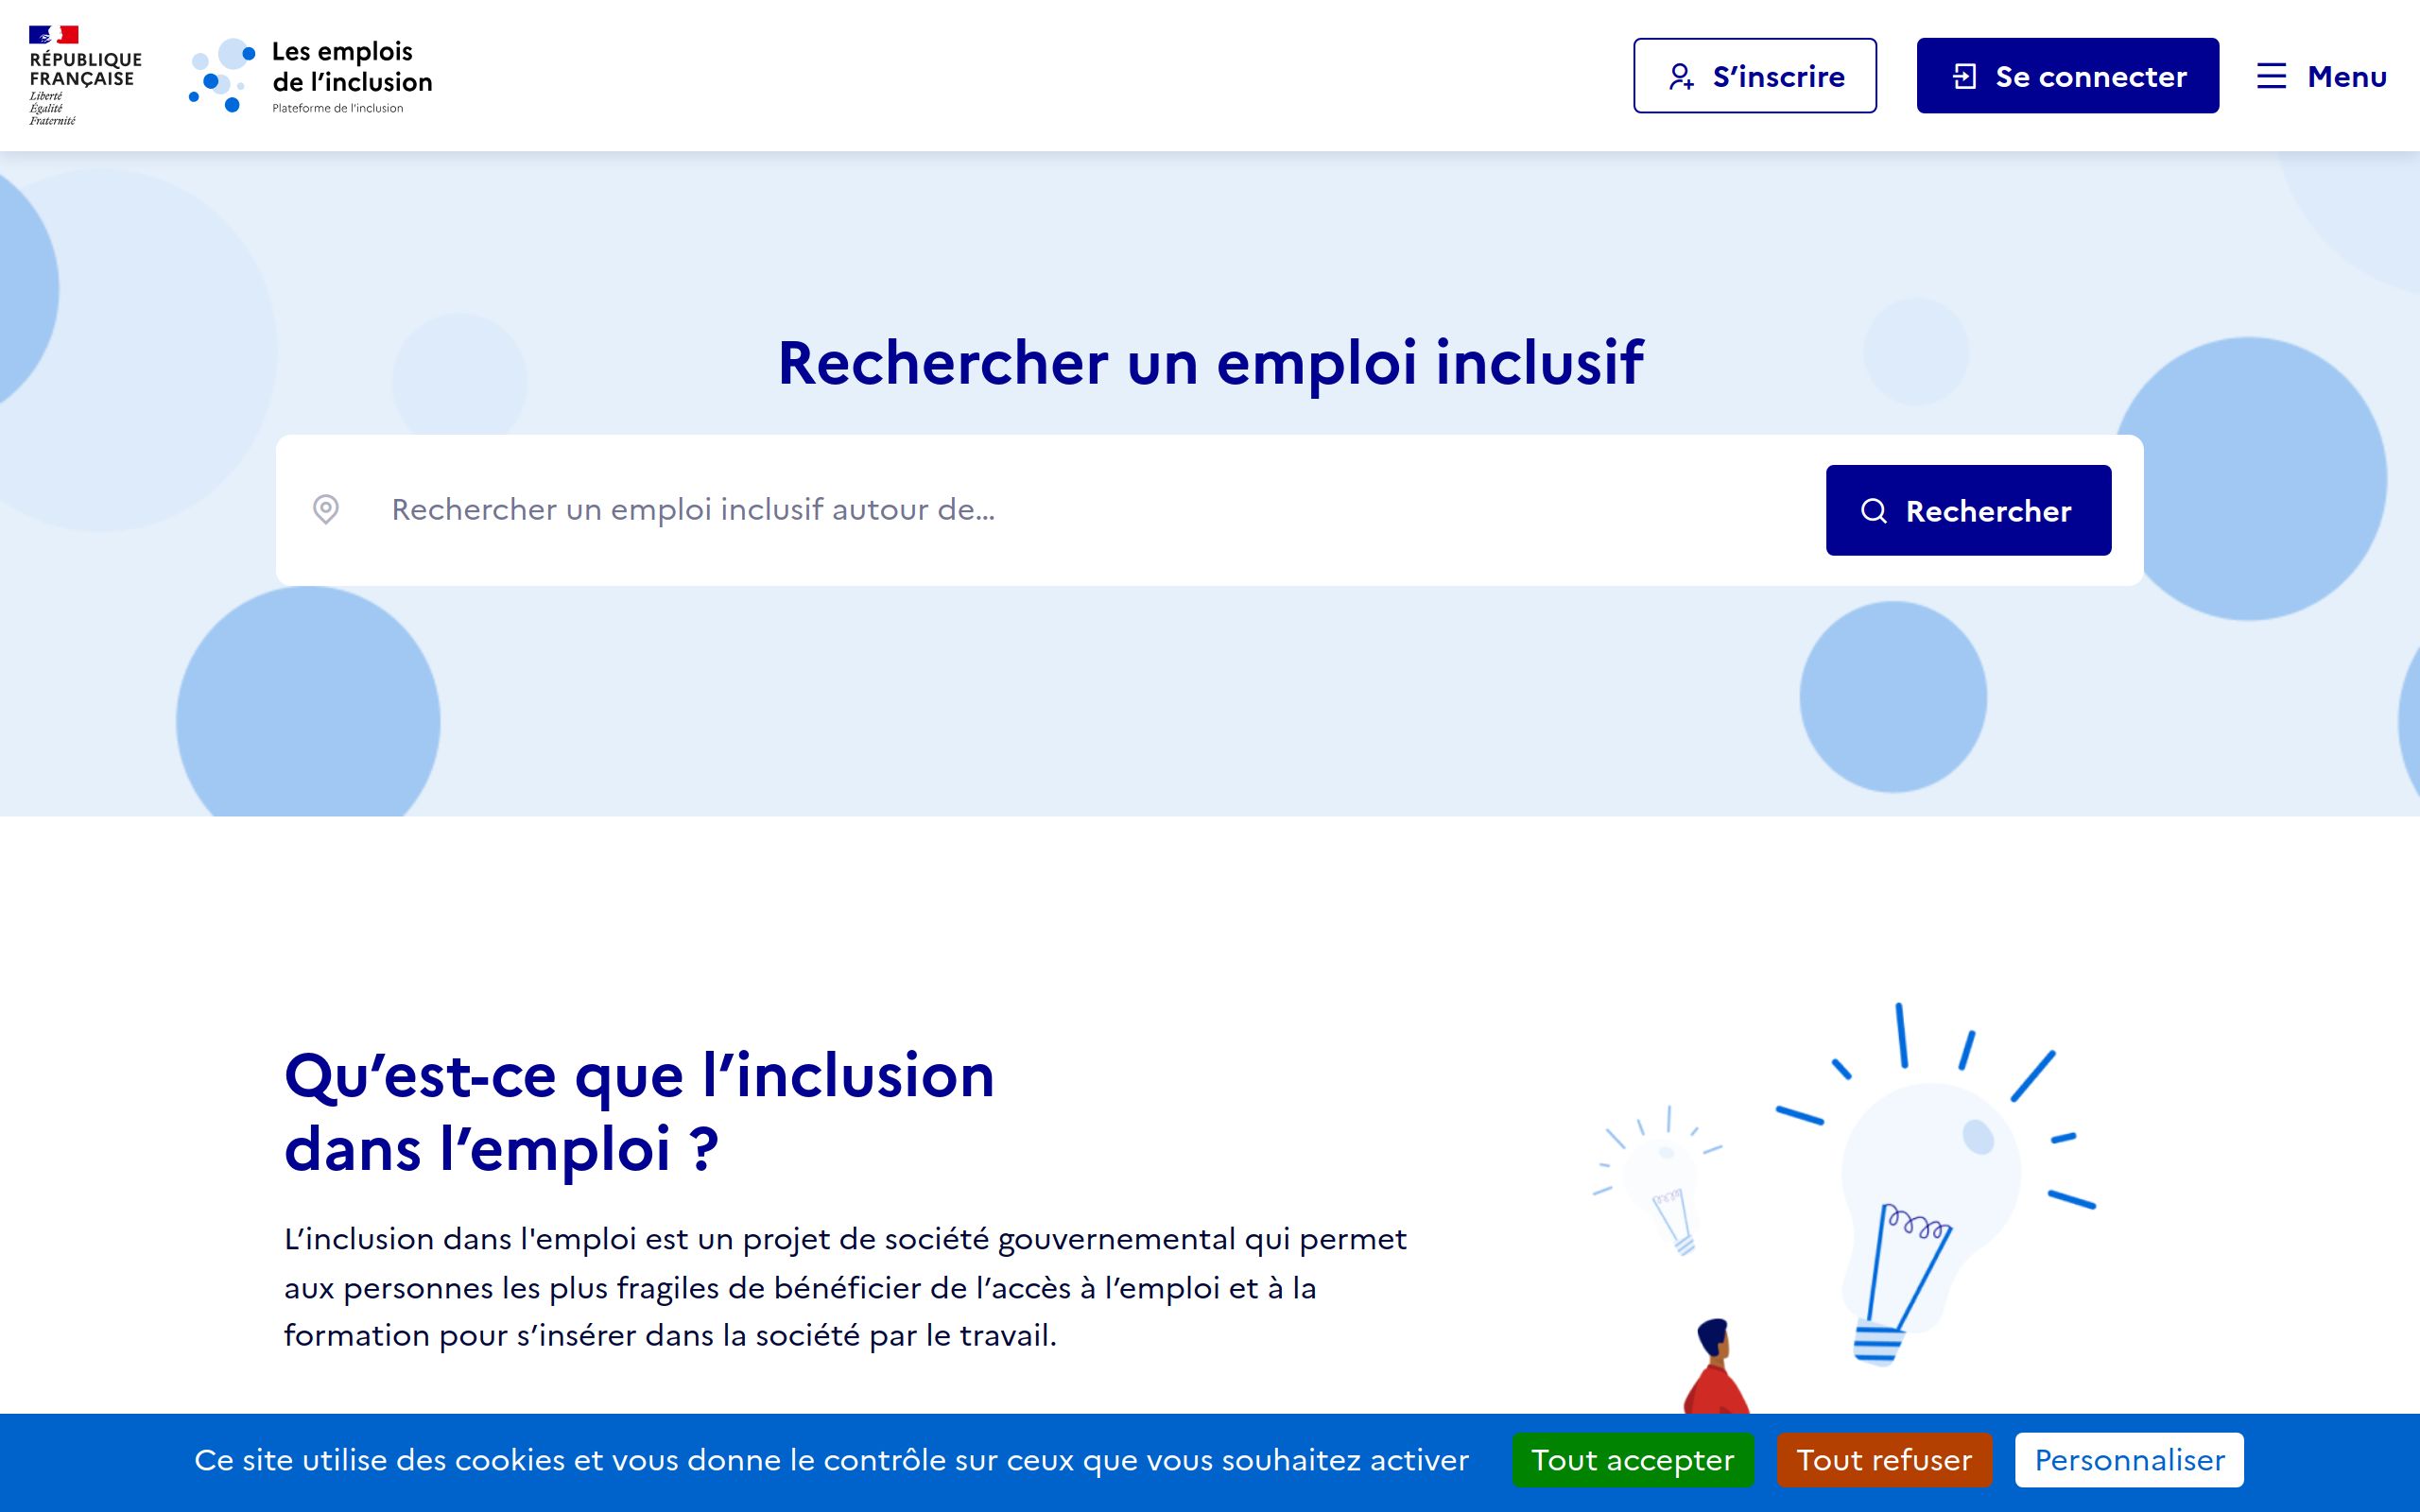 RÉPUBLIQUE
FRANÇAISE
Liberté
Égalité
Fraternité
Les emplois
de l’inclusion
Plateforme de l’inclusion
S’inscrire
Se connecter
Menu
Rechercher un emploi inclusif
Rechercher un emploi inclusif autour de…
Rechercher
Qu’est-ce que l’inclusion
dans l’emploi ?
L’inclusion dans l'emploi est un projet de société gouvernemental qui permet
aux personnes les plus fragiles de bénéficier de l’accès à l’emploi et à la
formation pour s’insérer dans la société par le travail.
Ce site utilise des cookies et vous donne le contrôle sur ceux que vous souhaitez activer
Tout accepter
Tout refuser
Personnaliser